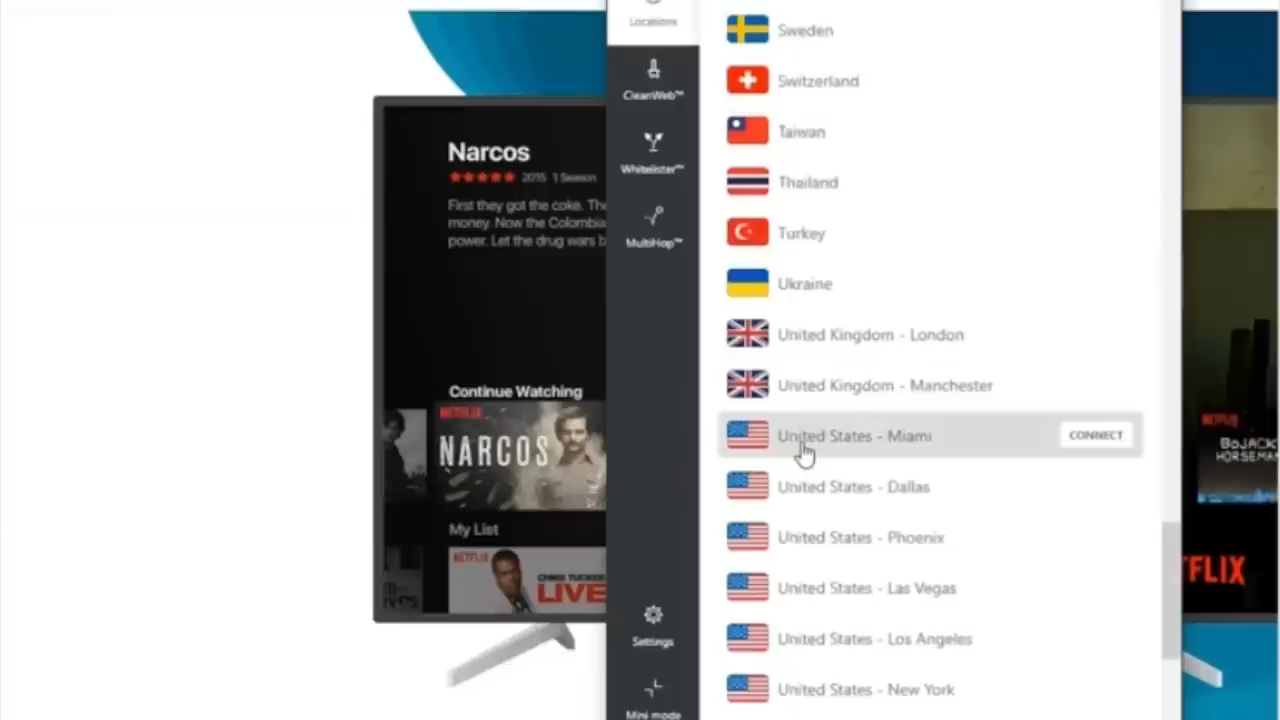 Locations
CleanWeb™
Whitelister™
MultiHop™
Settings
Mini mode
Sweden
Switzerland
Taiwan
Thailand
Turkey
Ukraine
United Kingdom - London
United Kingdom - Manchester
United States - Miami
CONNECT
United States - Dallas
United States - Phoenix
United States - Las Vegas
United States - Los Angeles
United States - New York
Narcos
2015 1 Season
First they got the coke. The
money. Now the Colombia
power. Let the drug wars b
Continue Watching
NETFLIX
NARCOS
My List
NETFLIX
CHRIS TUCKER
LIVE
NETFLIX
BOJACK
HORSEMAN
TFLIX